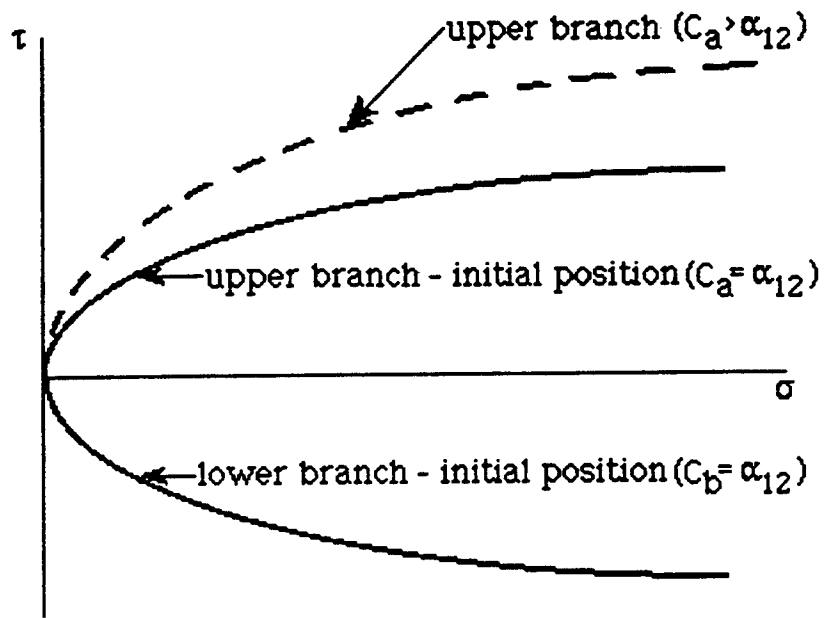 τ
upper branch (Ca>α12)
upper branch - initial position (Ca= α12)
σ
lower branch - initial position (Cb= α12)